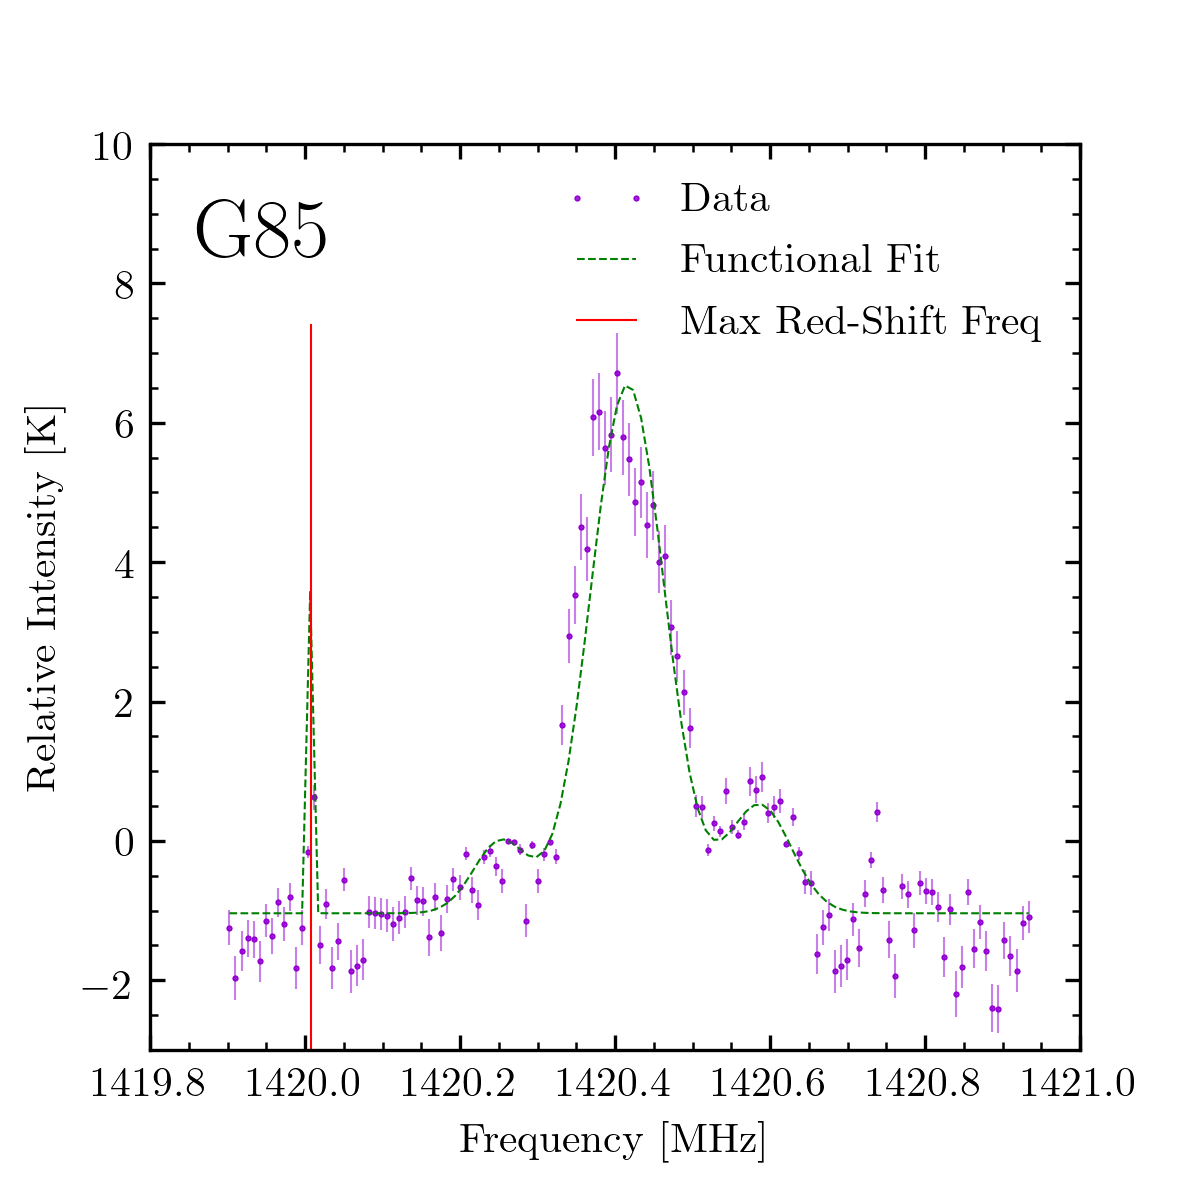 G85
Data
Functional Fit
Max Red-Shift Freq
10
8
6
4
2
0
−2
Relative Intensity [K]
1419.8 1420.0 1420.2 1420.4 1420.6 1420.8 1421.0
Frequency [MHz]